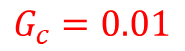 G_c = 0.01